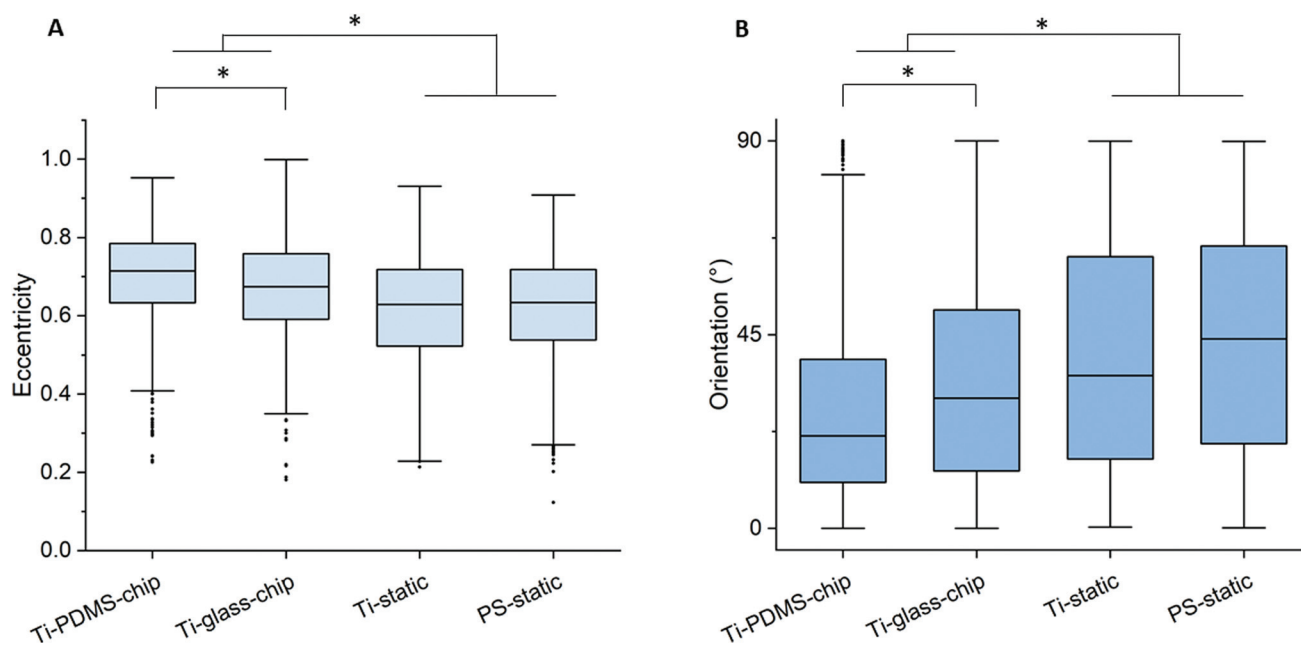 A
*
*
Eccentricity
1.0
0.8
0.6
0.4
0.2
0.0
Ti-PDMS-chip
Ti-glass-chip
Ti-static
PS-static
B
*
*
Orientation (°)
90
45
0
Ti-PDMS-chip
Ti-glass-chip
Ti-static
PS-static